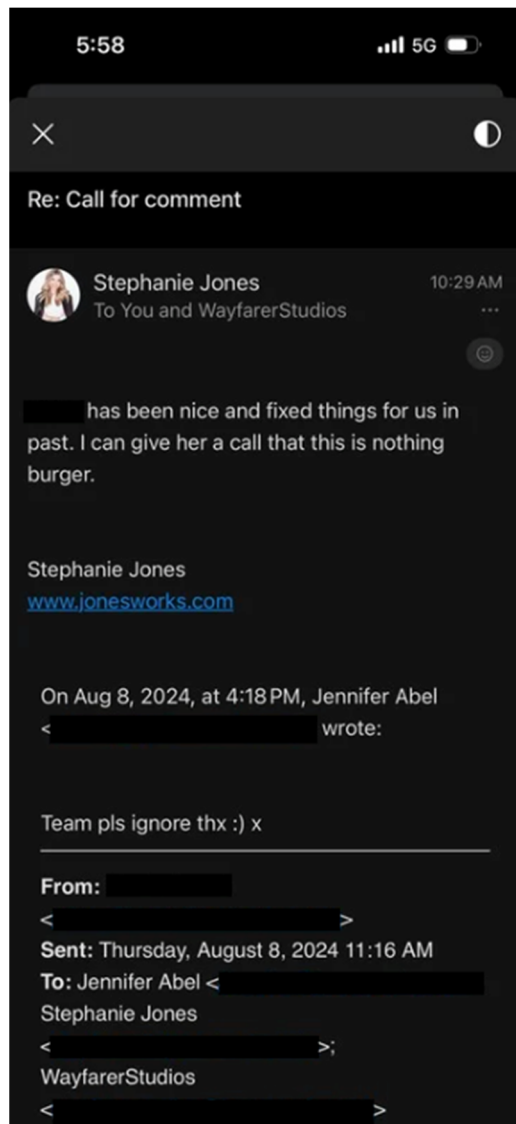 5:58
5G
Re: Call for comment
Stephanie Jones
10:29 AM
To You and WayfarerStudios
has been nice and fixed things for us in
past. I can give her a call that this is nothing
burger.
Stephanie Jones
www.jonesworks.com
On Aug 8, 2024, at 4:18 PM, Jennifer Abel
< wrote:
Team pls ignore thx :) x
From:
< >
Sent: Thursday, August 8, 2024 11:16 AM
To: Jennifer Abel <
Stephanie Jones
< >;
WayfarerStudios
< >